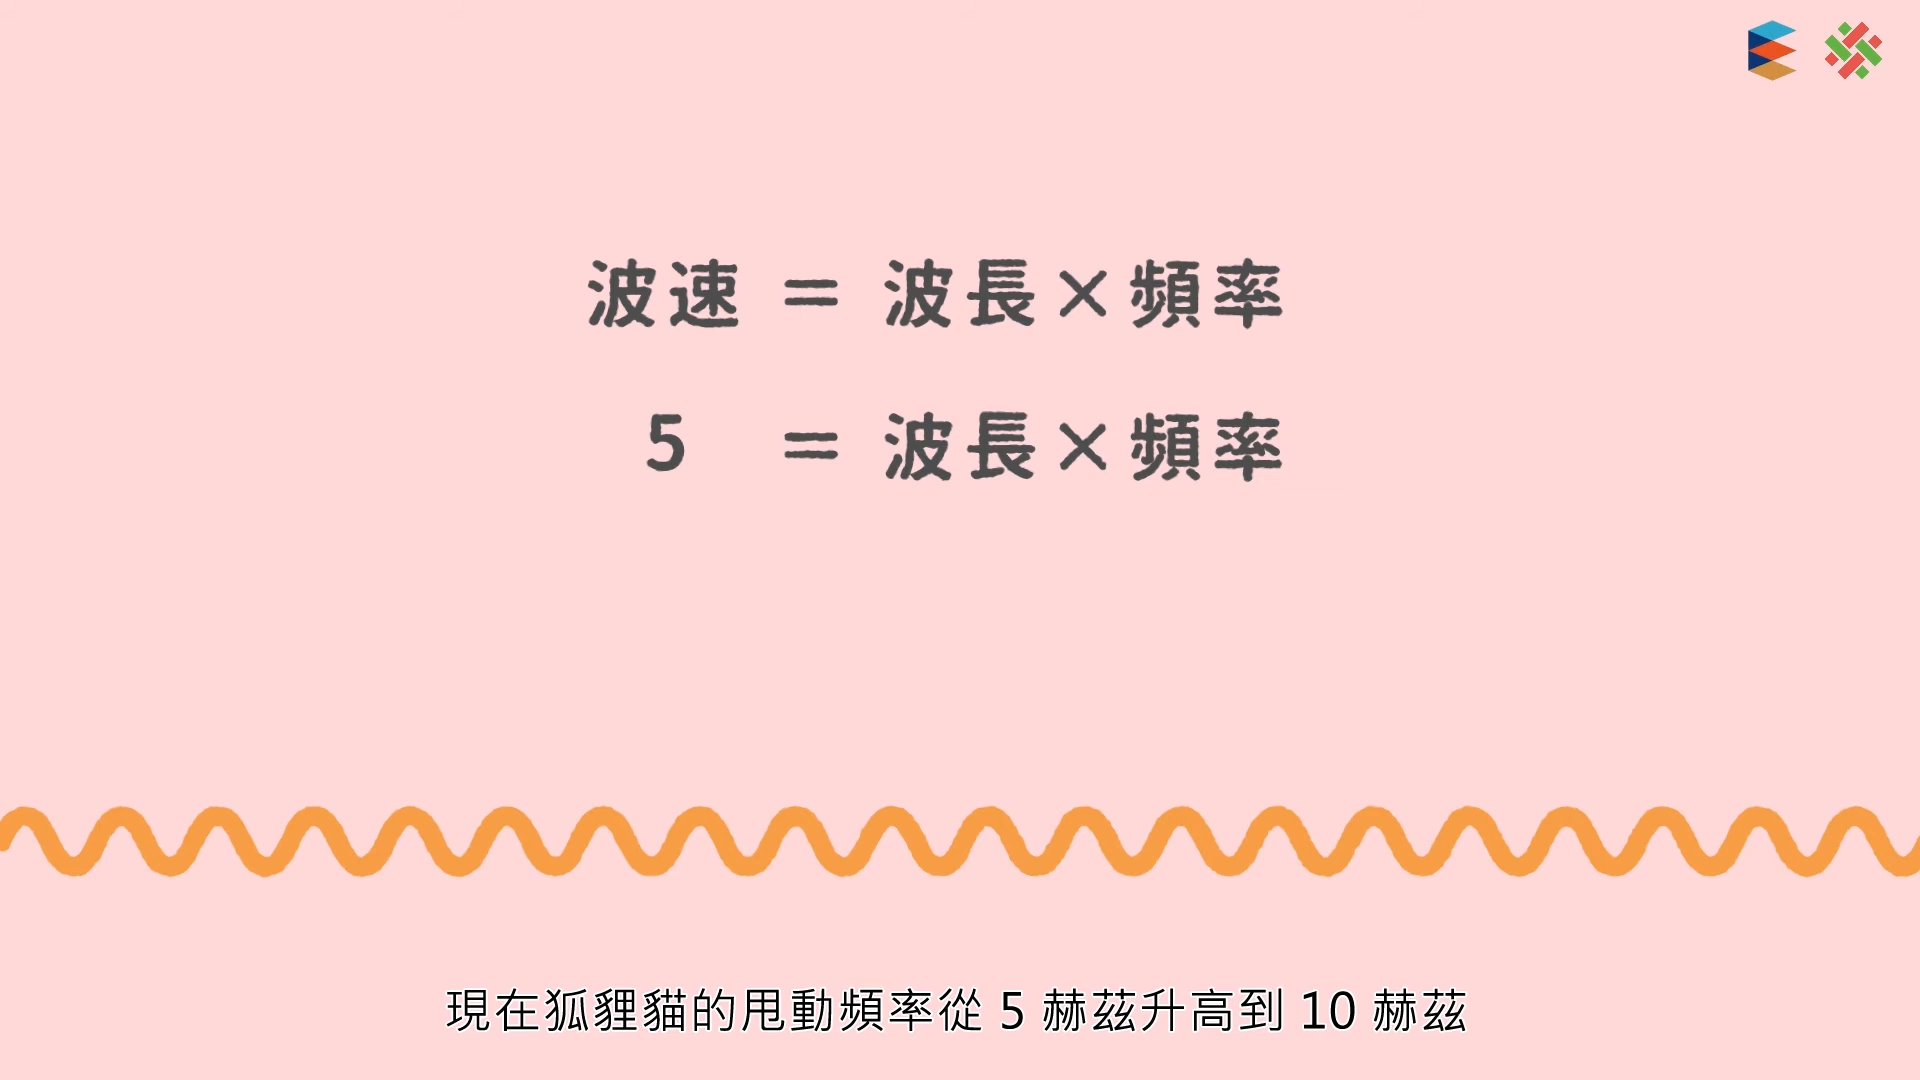 波速 = 波長×頻率
5 = 波長×頻率
現在狐狸貓的甩動頻率從 5 赫茲升高到 10 赫茲